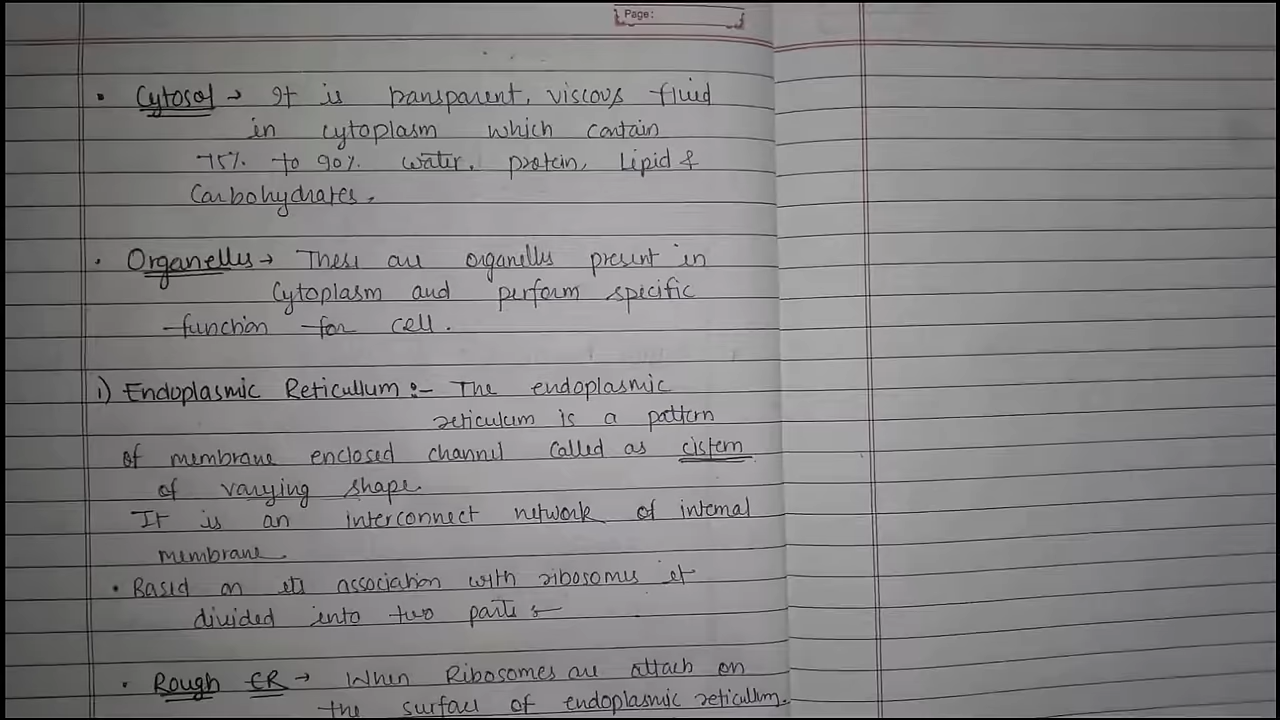 Page:
• Cytosol → It is transparent, viscous fluid
in cytoplasm which contain
75% to 90% water, protein, Lipid &
Carbohydrates.
• Organelles → These are organelles present in
Cytoplasm and perform specific
function for cell.
i) Endoplasmic Reticullum :- The endoplasmic
reticulum is a pattern
of membrane enclosed channel called as cistern
of varying shape.
It is an interconnect network of internal
membrane.
• Based on its association with ribosomes it
divided into two parts :-
• Rough ER → When Ribosomes are attach on
the surface of endoplasmic reticullum.